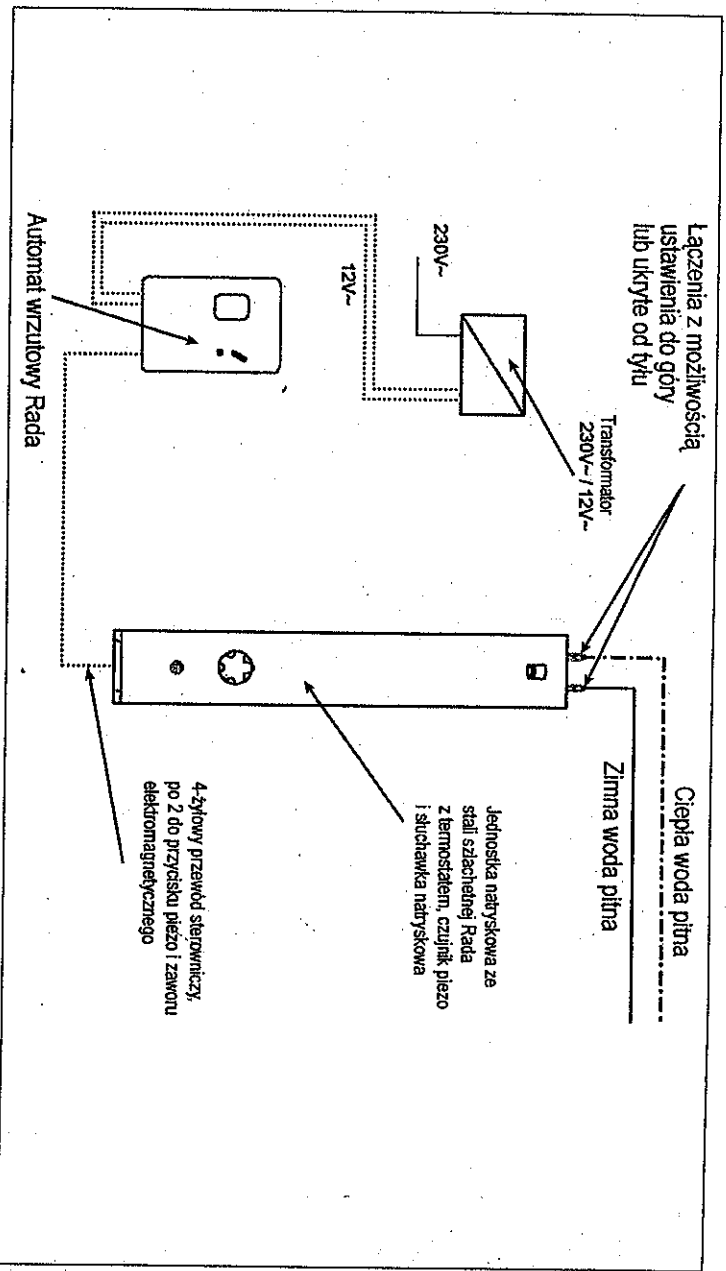 Łączenia z możliwością
ustawienia do góry
lub ukryte od tyłu
230V~
Transformator
230V~ / 12V~
12V~
Automat wrzutowy Rada
Ciepła woda pitna
Zimna woda pitna
Jednostka natryskowa ze
stali szlachetnej Rada
z termostatem, czujnik piezo
i słuchawka natryskowa
4-żyłowy przewód sterowniczy,
po 2 do przycisku piezo i zaworu
elektromagnetycznego